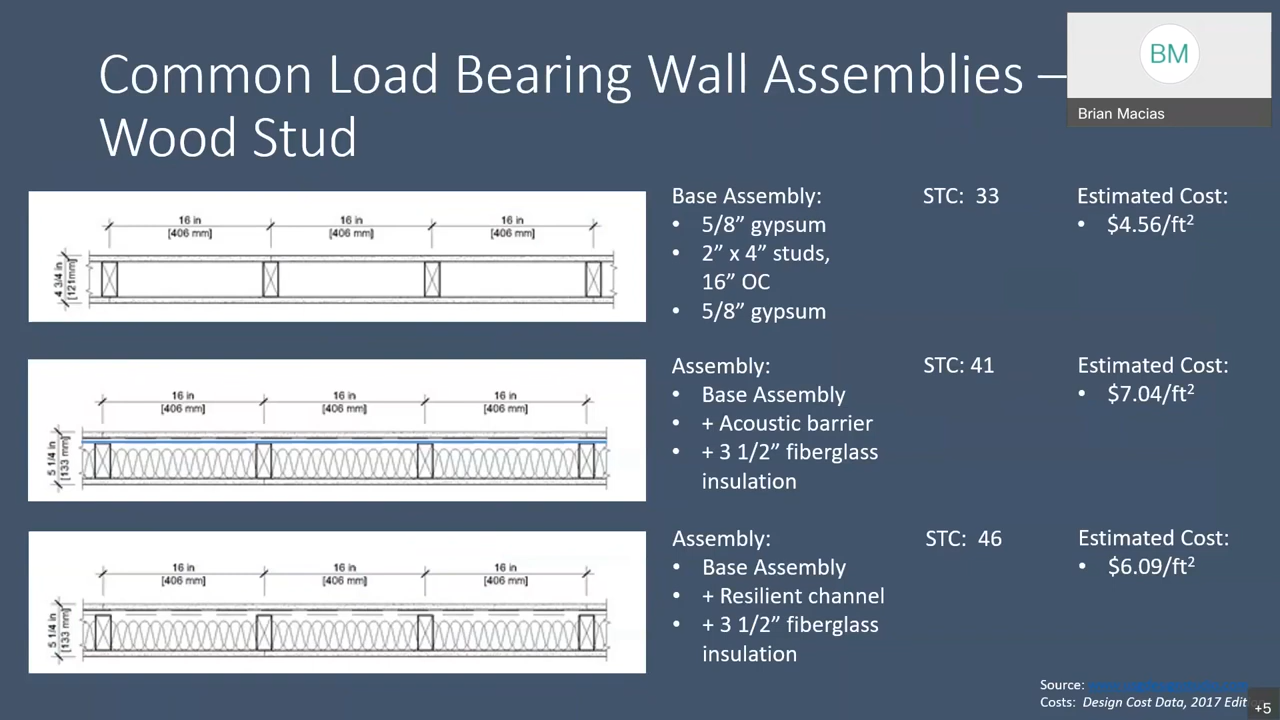 Common Load Bearing Wall Assemblies –
Wood Stud
BM
Brian Macias
16 in
[406 mm]
16 in
[406 mm]
16 in
[406 mm]
4 3/4 in
[121mm]
Base Assembly:
• 5/8” gypsum
• 2” x 4” studs,
16” OC
• 5/8” gypsum
STC: 33
Estimated Cost:
• $4.56/ft²
16 in
[406 mm]
16 in
[406 mm]
16 in
[406 mm]
5 1/4 in
[133 mm]
Assembly:
• Base Assembly
• + Acoustic barrier
• + 3 1/2” fiberglass
insulation
STC: 41
Estimated Cost:
• $7.04/ft²
16 in
[406 mm]
16 in
[406 mm]
16 in
[406 mm]
5 1/4 in
[133 mm]
Assembly:
• Base Assembly
• + Resilient channel
• + 3 1/2” fiberglass
insulation
STC: 46
Estimated Cost:
• $6.09/ft²
Source:
Costs: Design Cost Data, 2017 Edit
+5